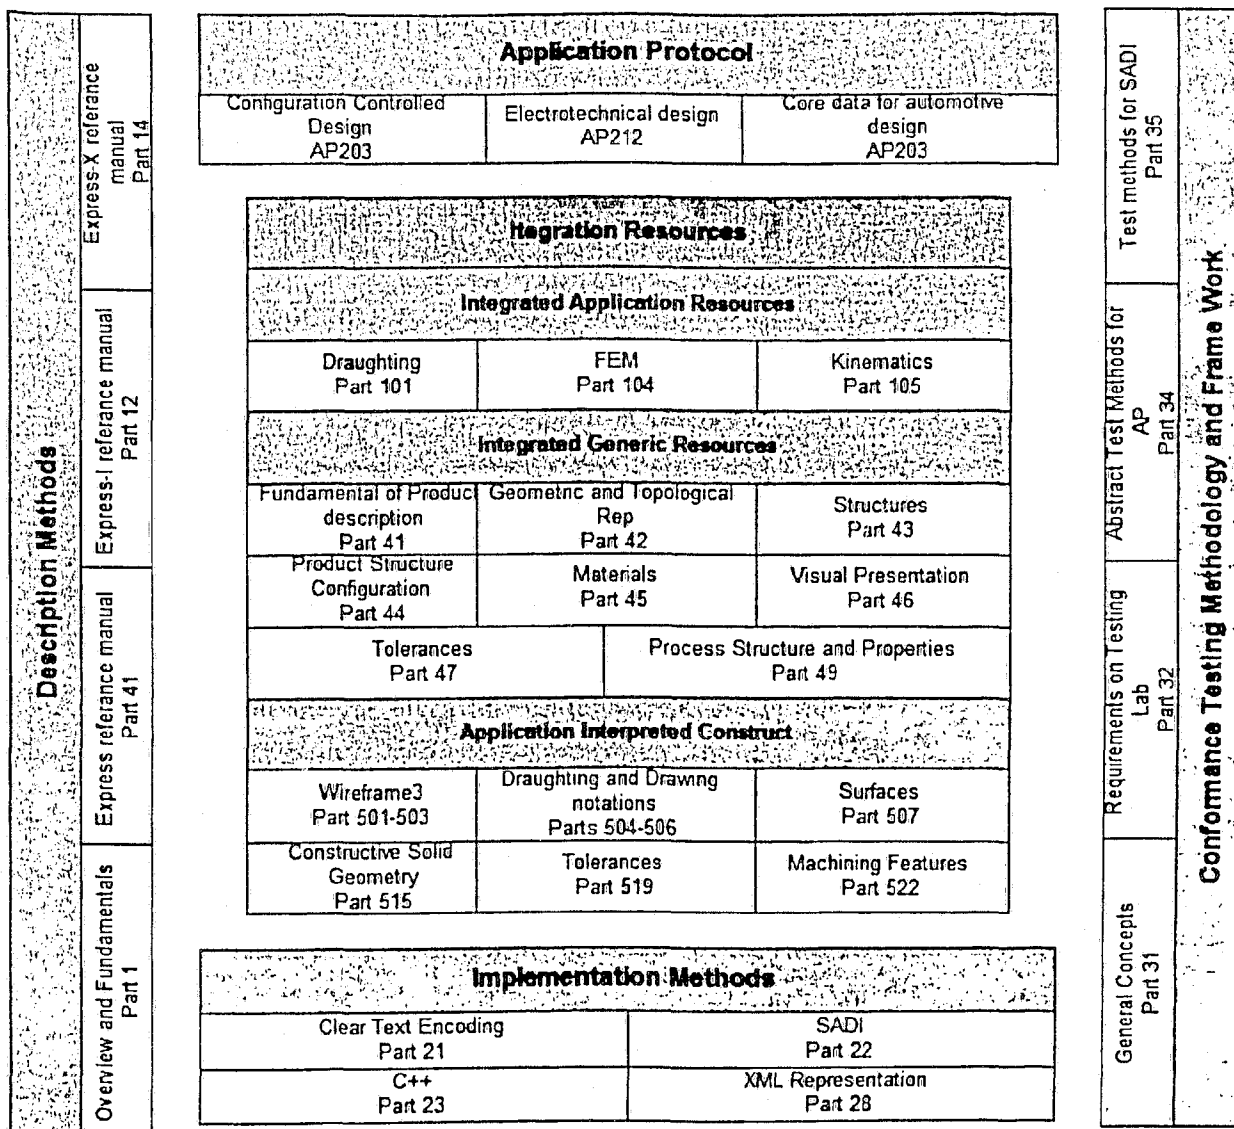 Description Methods
Express-X referance
manual
Part 14
Express-I referance manual
Part 12
Express referance manual
Part 41
Overview and Fundamentals
Part 1
Application Protocol
Configuration Controlled
Design
AP203
Electrotechnical design
AP212
Core data for automotive
design
AP203
Itegration Resources
Integrated Application Resources
Draughting
Part 101
FEM
Part 104
Kinematics
Part 105
Integrated Generic Resources
Fundamental of Product
description
Part 41
Geometric and Topological
Rep
Part 42
Structures
Part 43
Product Structure
Configuration
Part 44
Materials
Part 45
Visual Presentation
Part 46
Tolerances
Part 47
Process Structure and Properties
Part 49
Application Interpreted Construct
Wireframe3
Part 501-503
Draughting and Drawing
notations
Parts 504-506
Surfaces
Part 507
Constructive Solid
Geometry
Part 515
Tolerances
Part 519
Machining Features
Part 522
Implementation Methods
Clear Text Encoding
Part 21
SADI
Part 22
C++
Part 23
XML Representation
Part 28
Test methods for SADI
Part 35
Abstract Test Methods for
AP
Part 34
Requirements on Testing
Lab
Part 32
General Concepts
Part 31
Conformance Testing Methodology and Frame Work